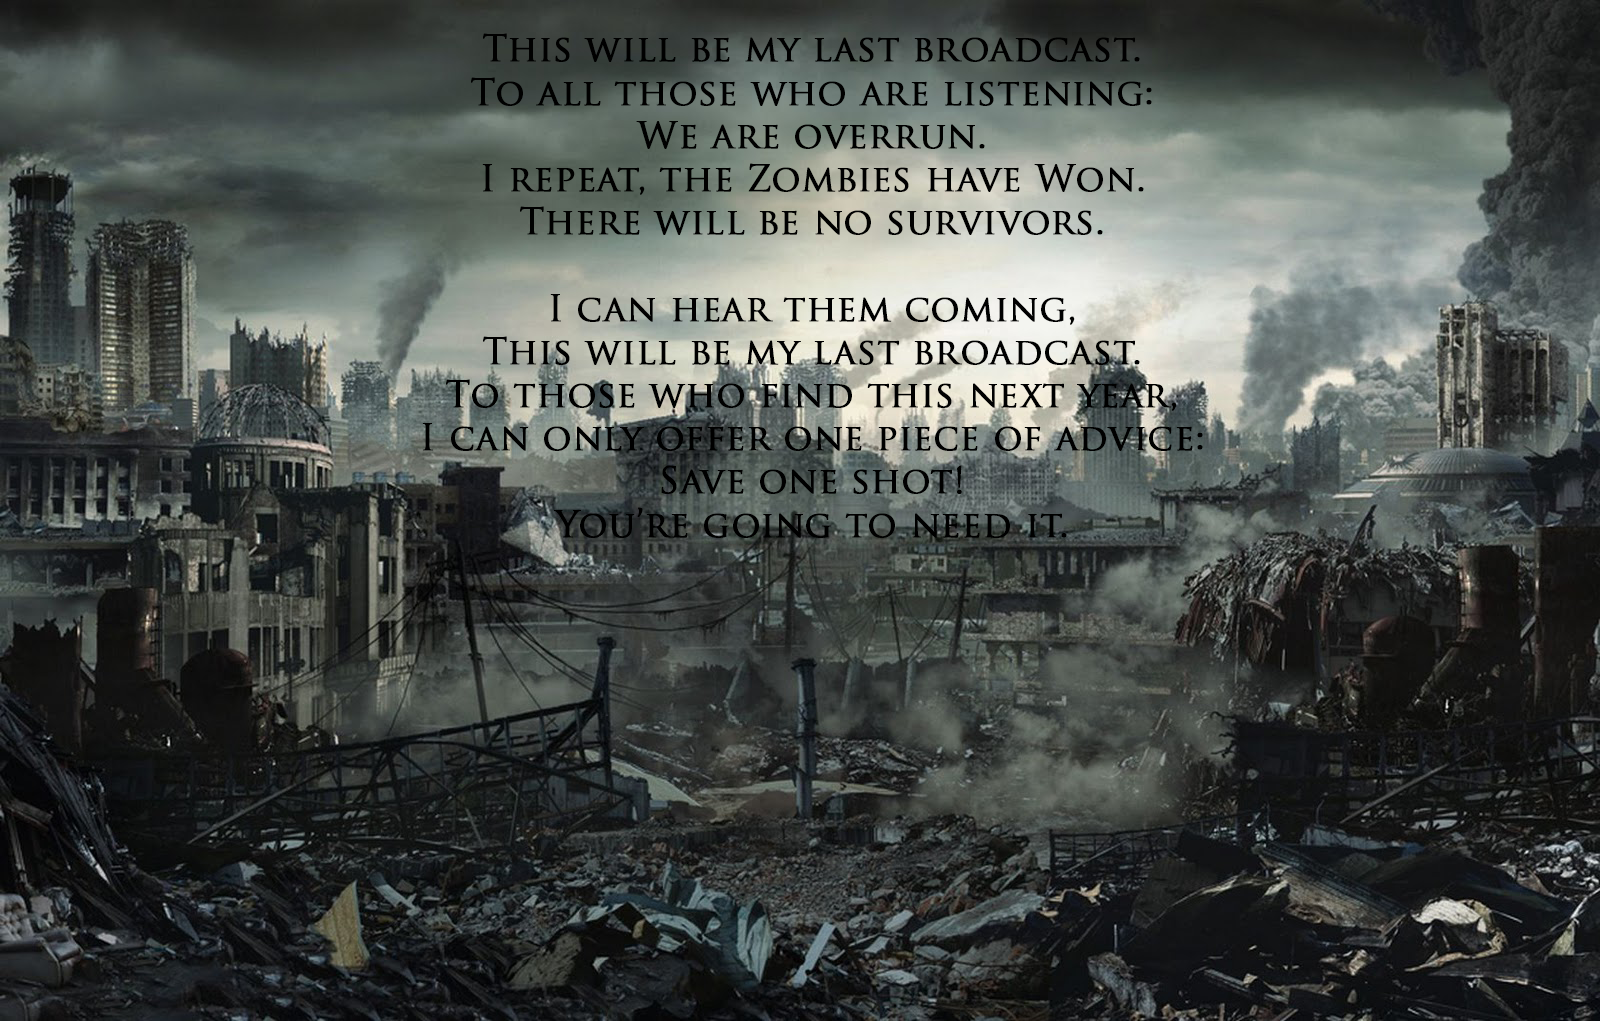 This will be my last broadcast.
To all those who are listening:
We are overrun.
I repeat, the Zombies have Won.
There will be no survivors.
I can hear them coming,
This will be my last broadcast.
To those who find this next year,
I can only offer one piece of advice:
Save one shot!
You're going to need it.